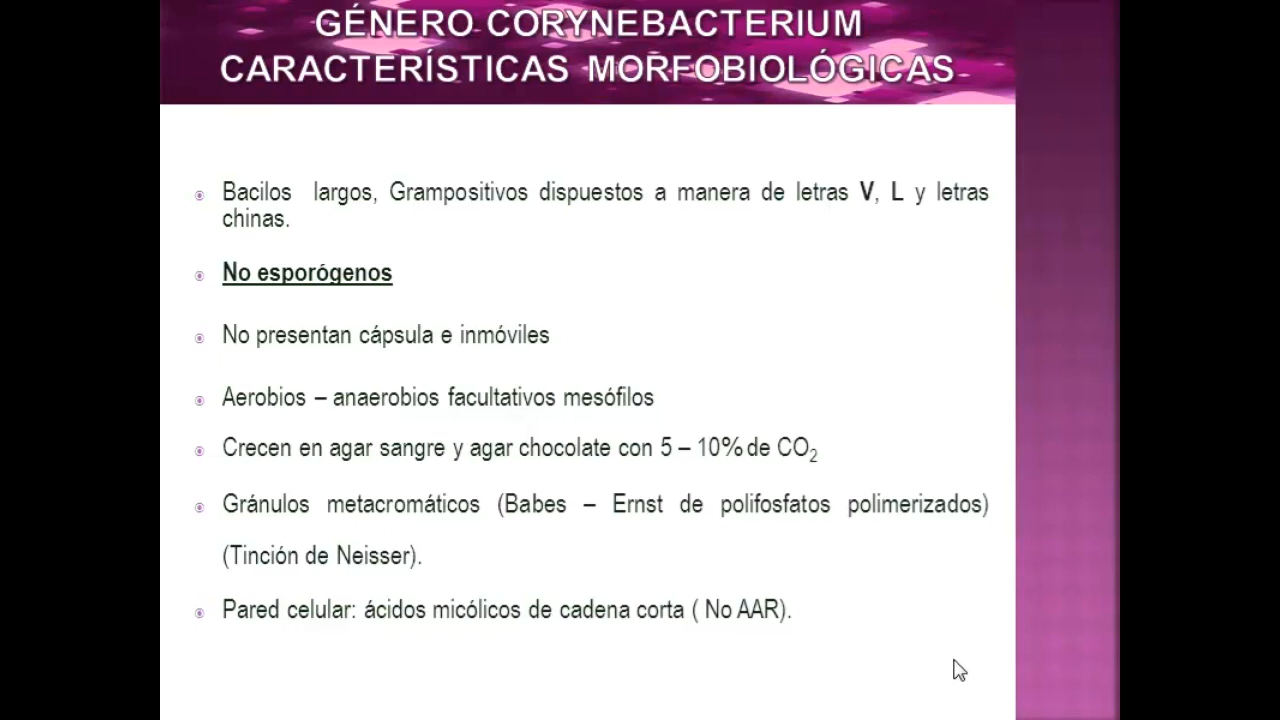 GÉNERO CORYNEBACTERIUM
CARACTERÍSTICAS MORFOBIOLÓGICAS
Bacilos largos, Grampositivos dispuestos a manera de letras V, L y letras
chinas.
No esporógenos
No presentan cápsula e inmóviles
Aerobios – anaerobios facultativos mesófilos
Crecen en agar sangre y agar chocolate con 5 – 10% de CO₂
Gránulos metacromáticos (Babes – Ernst de polifosfatos polimerizados)
(Tinción de Neisser).
Pared celular: ácidos micólicos de cadena corta ( No AAR).